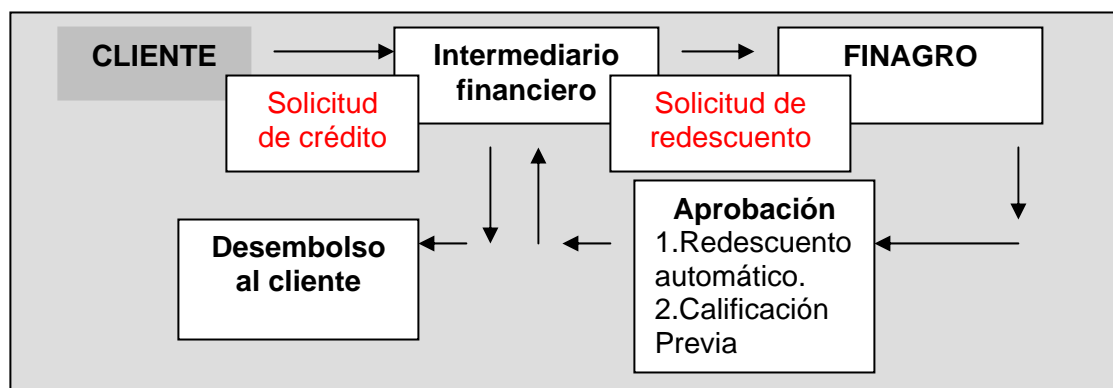 CLIENTE
Solicitud
de crédito
Intermediario
financiero
Solicitud de
redescuento
FINAGRO
Aprobación
1.Redescuento
automático.
2.Calificación
Previa
Desembolso
al cliente